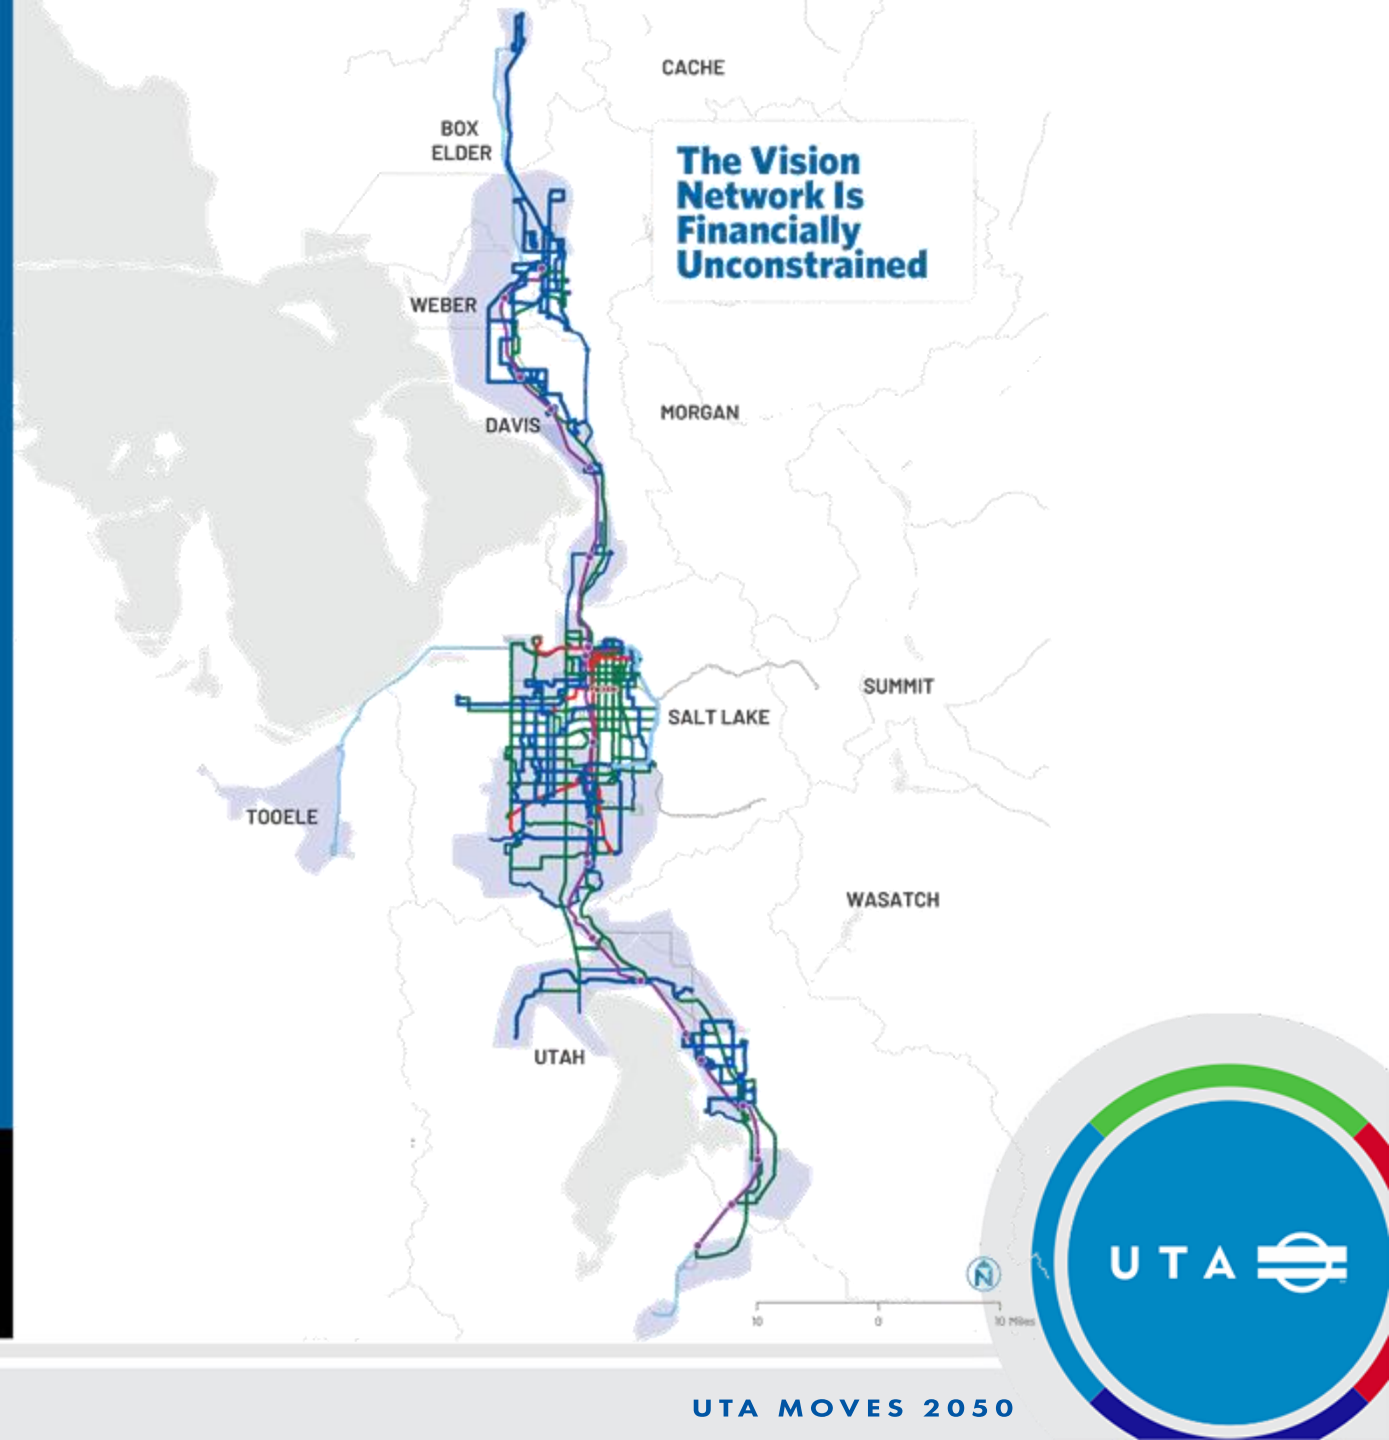 CACHE
BOX
ELDER
The Vision
Network Is
Financially
Unconstrained
WEBER
MORGAN
DAVIS
SUMMIT
SALT LAKE
TOOELE
WASATCH
UTAH
N
10 0 10 Miles
UTA
UTA MOVES 2050